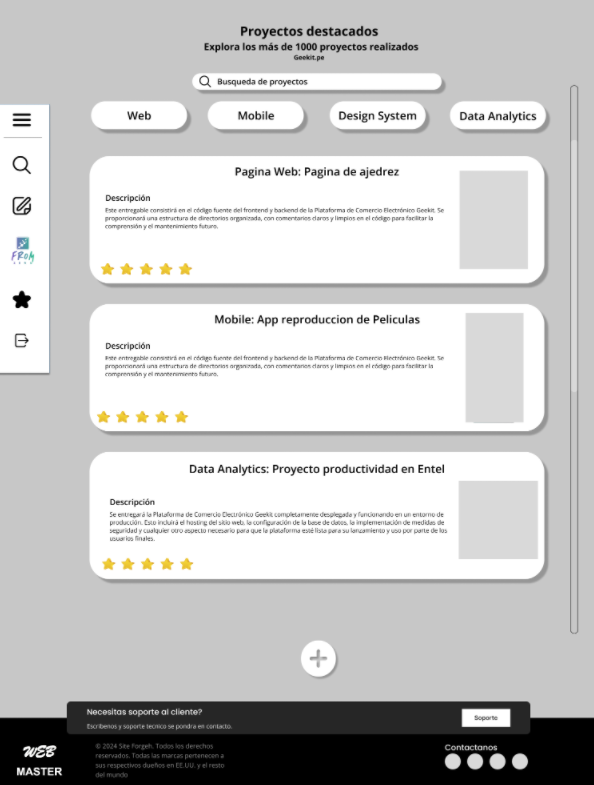 Proyectos destacados
Explora los más de 1000 proyectos realizados
Geekit.pe
Busqueda de proyectos
Web
Mobile
Design System
Data Analytics
Pagina Web: Pagina de ajedrez
Descripción
Este entregable consistirá en el código fuente del frontend y backend de la Plataforma de Comercio Electrónico Geekit. Se
proporcionará una estructura de directorios organizada, con comentarios claros y limpios en el código para facilitar la
comprensión y el mantenimiento futuro.
Mobile: App reproduccion de Peliculas
Descripción
Este entregable consistirá en el código fuente del frontend y backend de la Plataforma de Comercio Electrónico Geekit. Se
proporcionará una estructura de directorios organizada, con comentarios claros y limpios en el código para facilitar la
comprensión y el mantenimiento futuro.
Data Analytics: Proyecto productividad en Entel
Descripción
Se entregará la Plataforma de Comercio Electrónico Geekit completamente desplegada y funcionando en un entorno de
producción. Esto incluirá el hosting del sitio web, la configuración de la base de datos, la implementación de medidas de
seguridad y cualquier otro aspecto necesario para que la plataforma esté lista para su lanzamiento y uso por parte de los
usuarios finales.
Necesitas soporte al cliente?
Escribenos y soporte tecnico se pondra en contacto.
Soporte
WEB
MASTER
© 2024 Site Forgeh. Todos los derechos
reservados. Todas las marcas pertenecen a
sus respectivos dueños en EE.UU. y el resto
del mundo
Contactanos